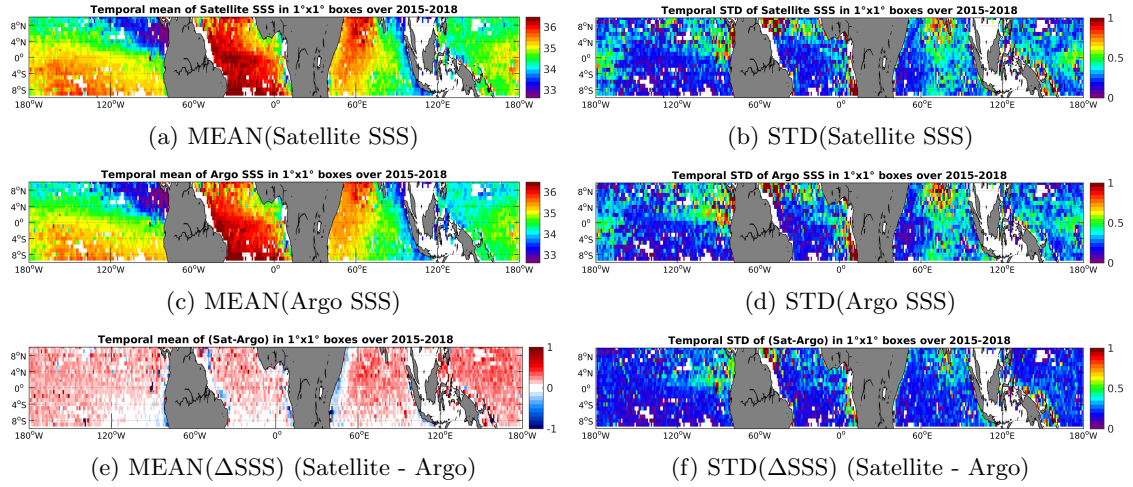 Temporal mean of Satellite SSS in 1°x1° boxes over 2015-2018
8°N
4°N
0°
4°S
8°S
180°W
120°W
60°W
0°
60°E
120°E
180°W
36
35
34
33
(a) MEAN(Satellite SSS)
Temporal STD of Satellite SSS in 1°x1° boxes over 2015-2018
8°N
4°N
0°
4°S
8°S
180°W
120°W
60°W
0°
60°E
120°E
180°W
1
0.5
0
(b) STD(Satellite SSS)
Temporal mean of Argo SSS in 1°x1° boxes over 2015-2018
8°N
4°N
0°
4°S
8°S
180°W
120°W
60°W
0°
60°E
120°E
180°W
36
35
34
33
(c) MEAN(Argo SSS)
Temporal STD of Argo SSS in 1°x1° boxes over 2015-2018
8°N
4°N
0°
4°S
8°S
180°W
120°W
60°W
0°
60°E
120°E
180°W
1
0.5
0
(d) STD(Argo SSS)
Temporal mean of (Sat-Argo) in 1°x1° boxes over 2015-2018
8°N
4°N
0°
4°S
8°S
180°W
120°W
60°W
0°
60°E
120°E
180°W
1
0.5
0
-0.5
-1
(e) MEAN(ΔSSS) (Satellite - Argo)
Temporal STD of (Sat-Argo) in 1°x1° boxes over 2015-2018
8°N
4°N
0°
4°S
8°S
180°W
120°W
60°W
0°
60°E
120°E
180°W
1
0.5
0
(f) STD(ΔSSS) (Satellite - Argo)